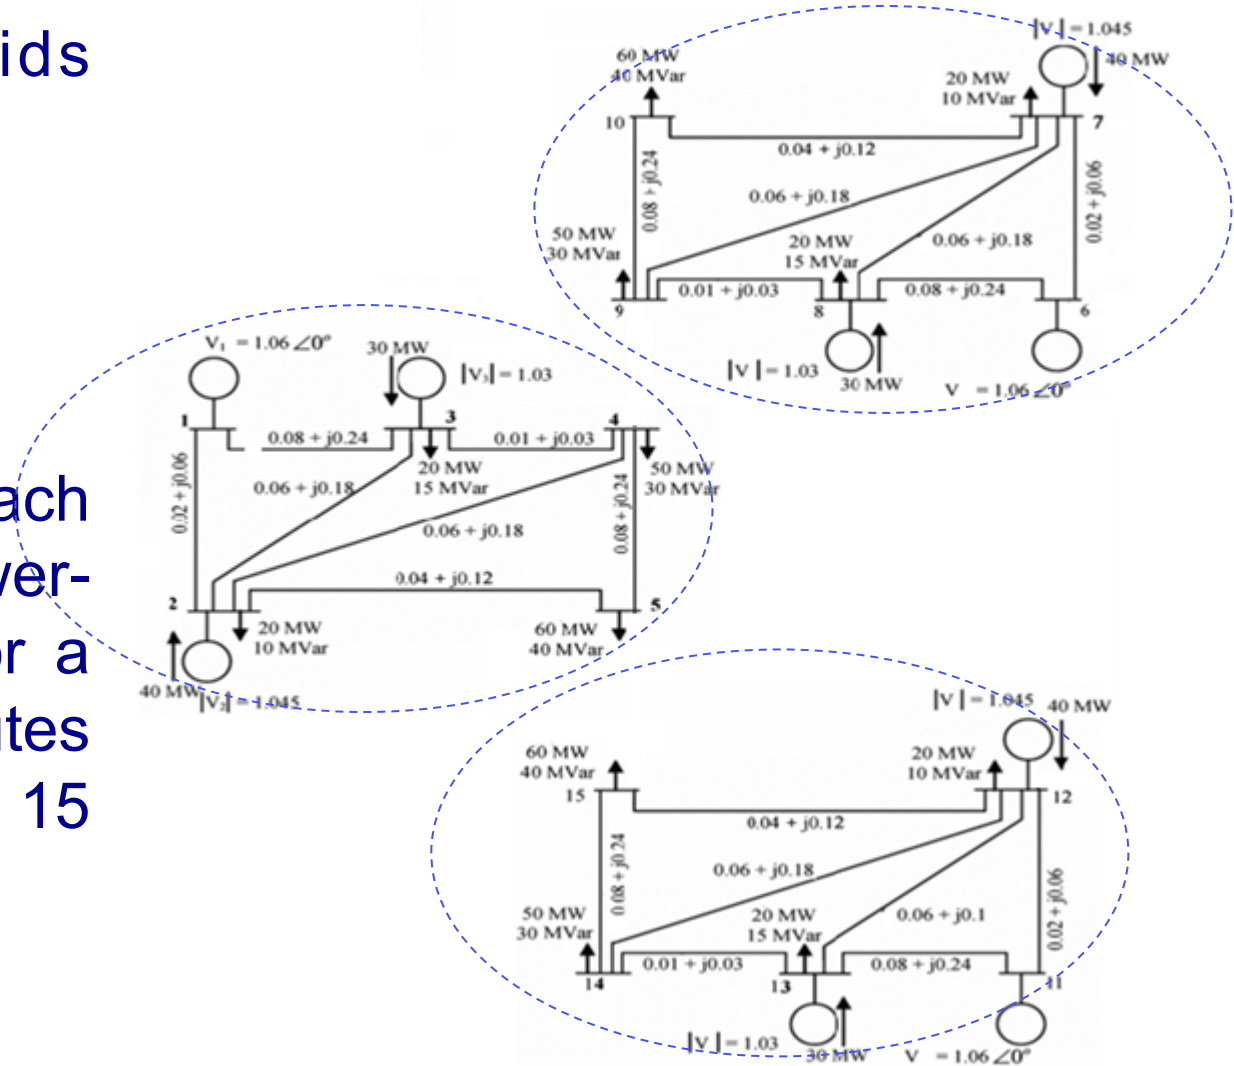 ids
ach
wer-
or a
utes
15
|V | = 1.045
60 MW
40 MVar
40 MW
20 MW
10 MVar
10
7
0.04 + j0.12
0.08 + j0.24
0.06 + j0.18
0.02 + j0.06
50 MW
30 MVar
20 MW
15 MVar
0.06 + j0.18
0.01 + j0.03
0.08 + j0.24
9
8
6
|V | = 1.03
30 MW
V = 1.06 ∠0°
V₁ = 1.06 ∠0°
30 MW
|V₃| = 1.03
1
3
4
0.08 + j0.24
0.01 + j0.03
20 MW
15 MVar
50 MW
30 MVar
0.02 + j0.06
0.06 + j0.18
0.06 + j0.18
0.08 + j0.24
0.04 + j0.12
2
5
20 MW
10 MVar
60 MW
40 MVar
40 MW
|V₂| = 1.045
|V | = 1.045
40 MW
60 MW
40 MVar
20 MW
10 MVar
15
12
0.04 + j0.12
0.08 + j0.24
0.06 + j0.18
0.02 + j0.06
50 MW
30 MVar
20 MW
15 MVar
0.06 + j0.1
0.01 + j0.03
0.08 + j0.24
14
13
11
|V | = 1.03
30 MW
V = 1.06 ∠0°